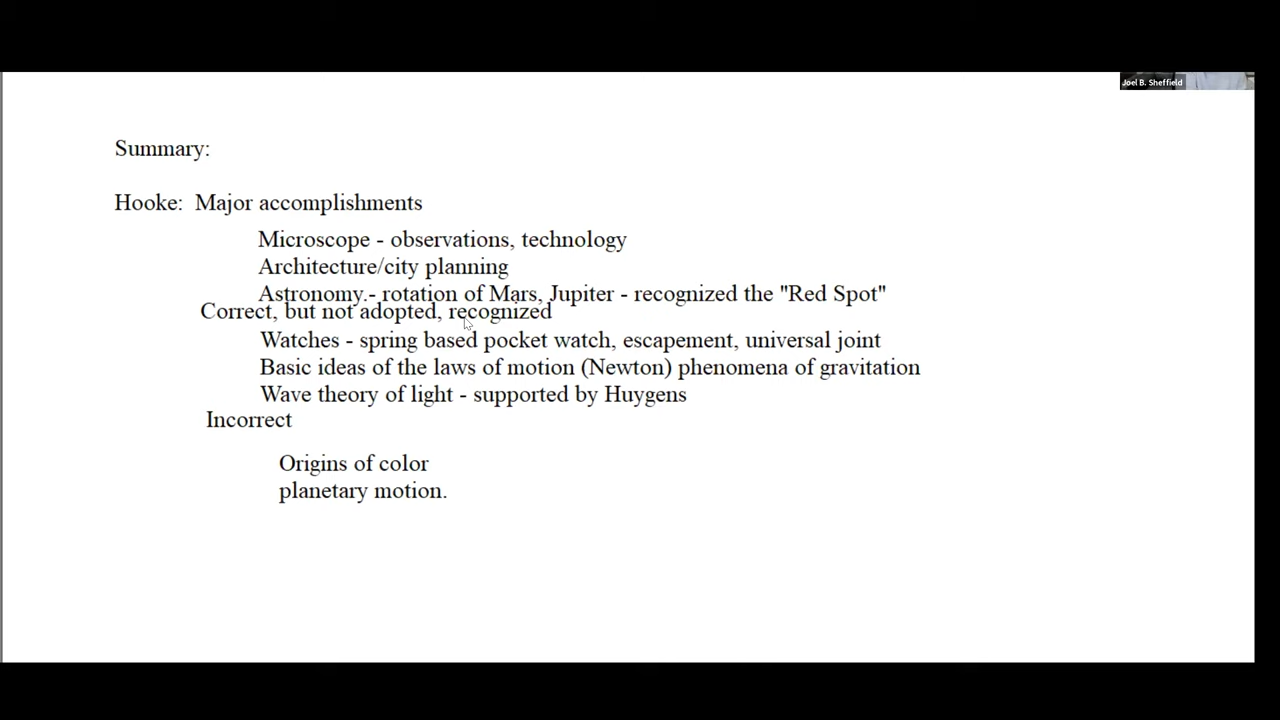 Joel B. Sheffield
Summary:
Hooke: Major accomplishments
Microscope - observations, technology
Architecture/city planning
Astronomy.- rotation of Mars, Jupiter - recognized the "Red Spot"
Correct, but not adopted, recognized
Watches - spring based pocket watch, escapement, universal joint
Basic ideas of the laws of motion (Newton) phenomena of gravitation
Wave theory of light - supported by Huygens
Incorrect
Origins of color
planetary motion.